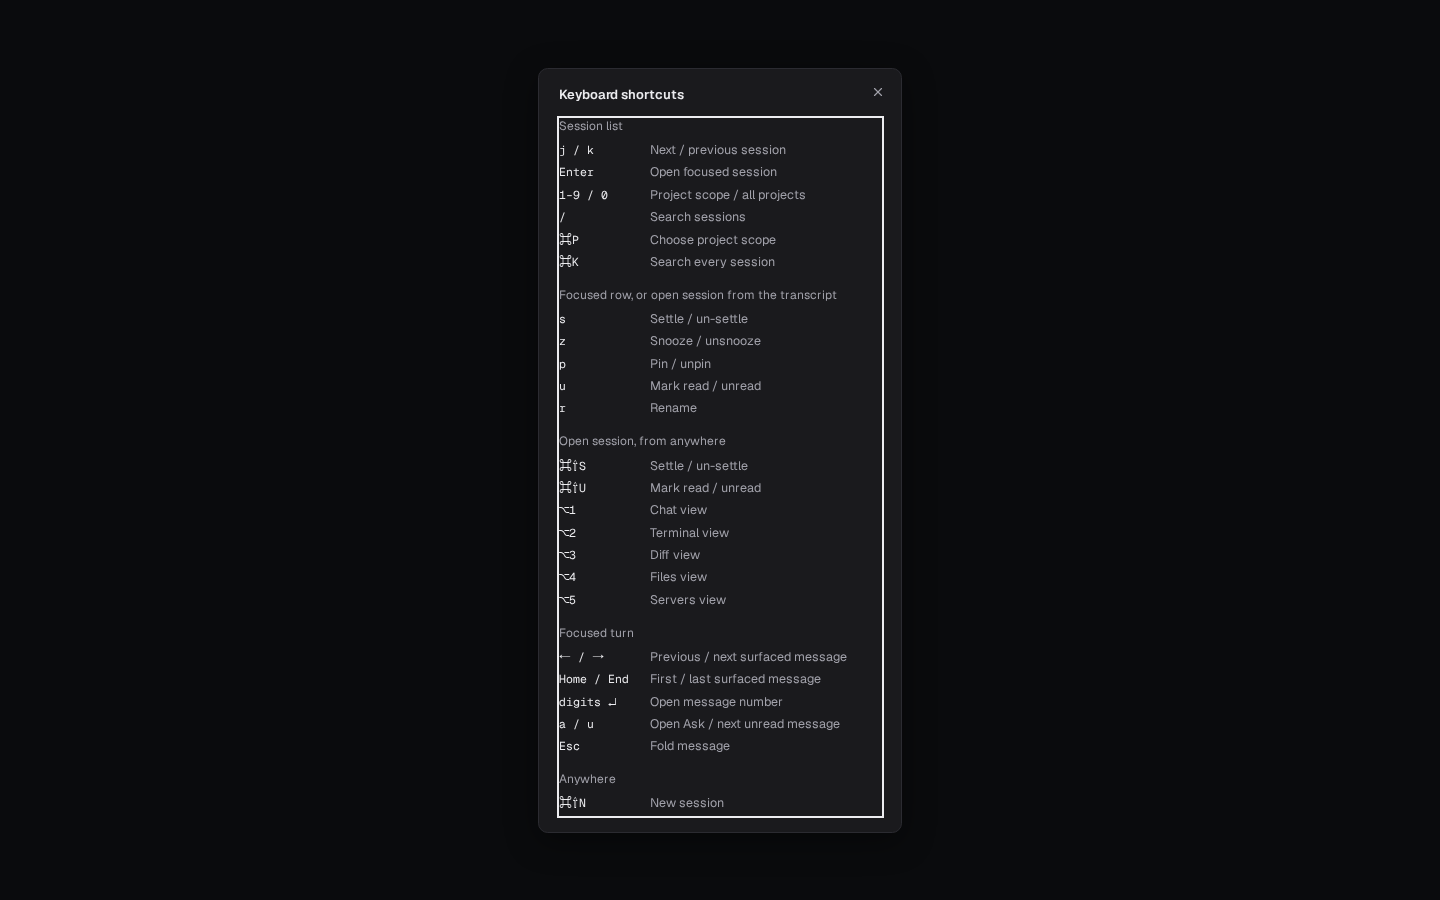 Keyboard shortcuts
Session list
j / k Next / previous session
Enter Open focused session
1–9 / 0 Project scope / all projects
/ Search sessions
⌘P Choose project scope
⌘K Search every session
Focused row, or open session from the transcript
s Settle / un-settle
z Snooze / unsnooze
p Pin / unpin
u Mark read / unread
r Rename
Open session, from anywhere
⌘⇧S Settle / un-settle
⌘⇧U Mark read / unread
⌥1 Chat view
⌥2 Terminal view
⌥3 Diff view
⌥4 Files view
⌥5 Servers view
Focused turn
← / → Previous / next surfaced message
Home / End First / last surfaced message
digits ↵ Open message number
a / u Open Ask / next unread message
Esc Fold message
Anywhere
⌘⇧N New session